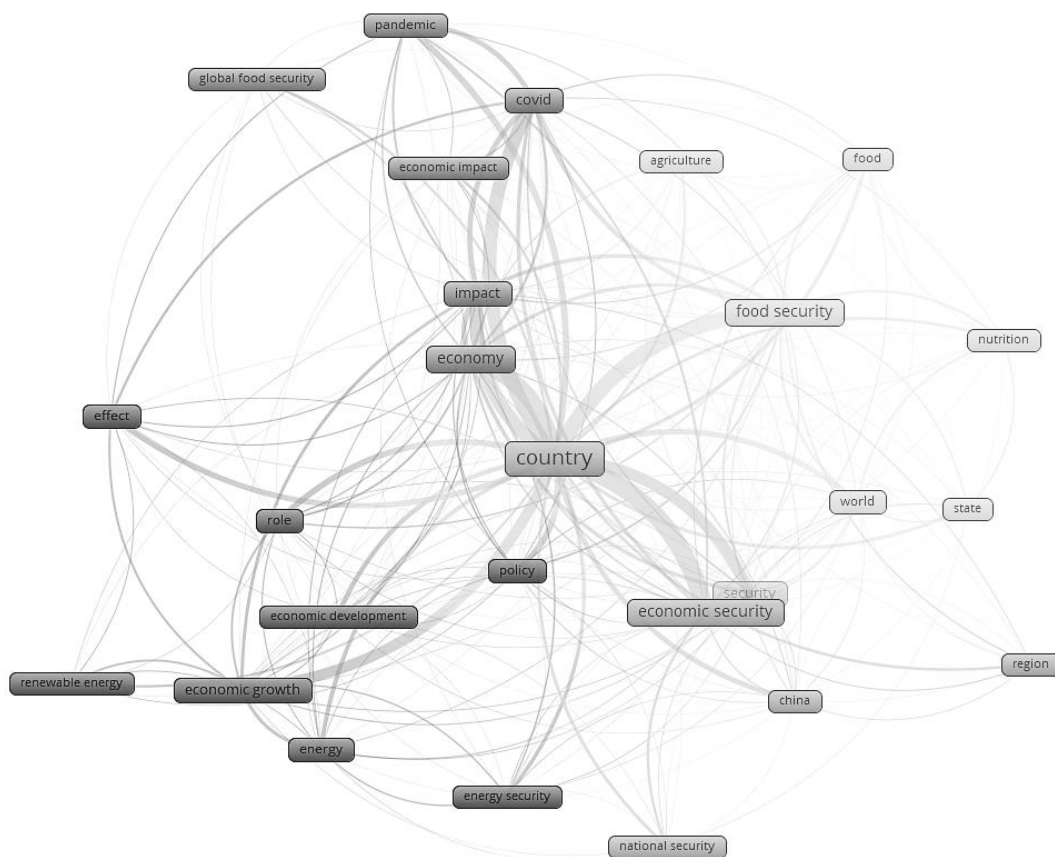 pandemic
global food security
covid
economic impact
agriculture
food
impact
food security
nutrition
economy
effect
country
world
state
role
policy
security
economic security
economic development
region
renewable energy
economic growth
china
energy
energy security
national security